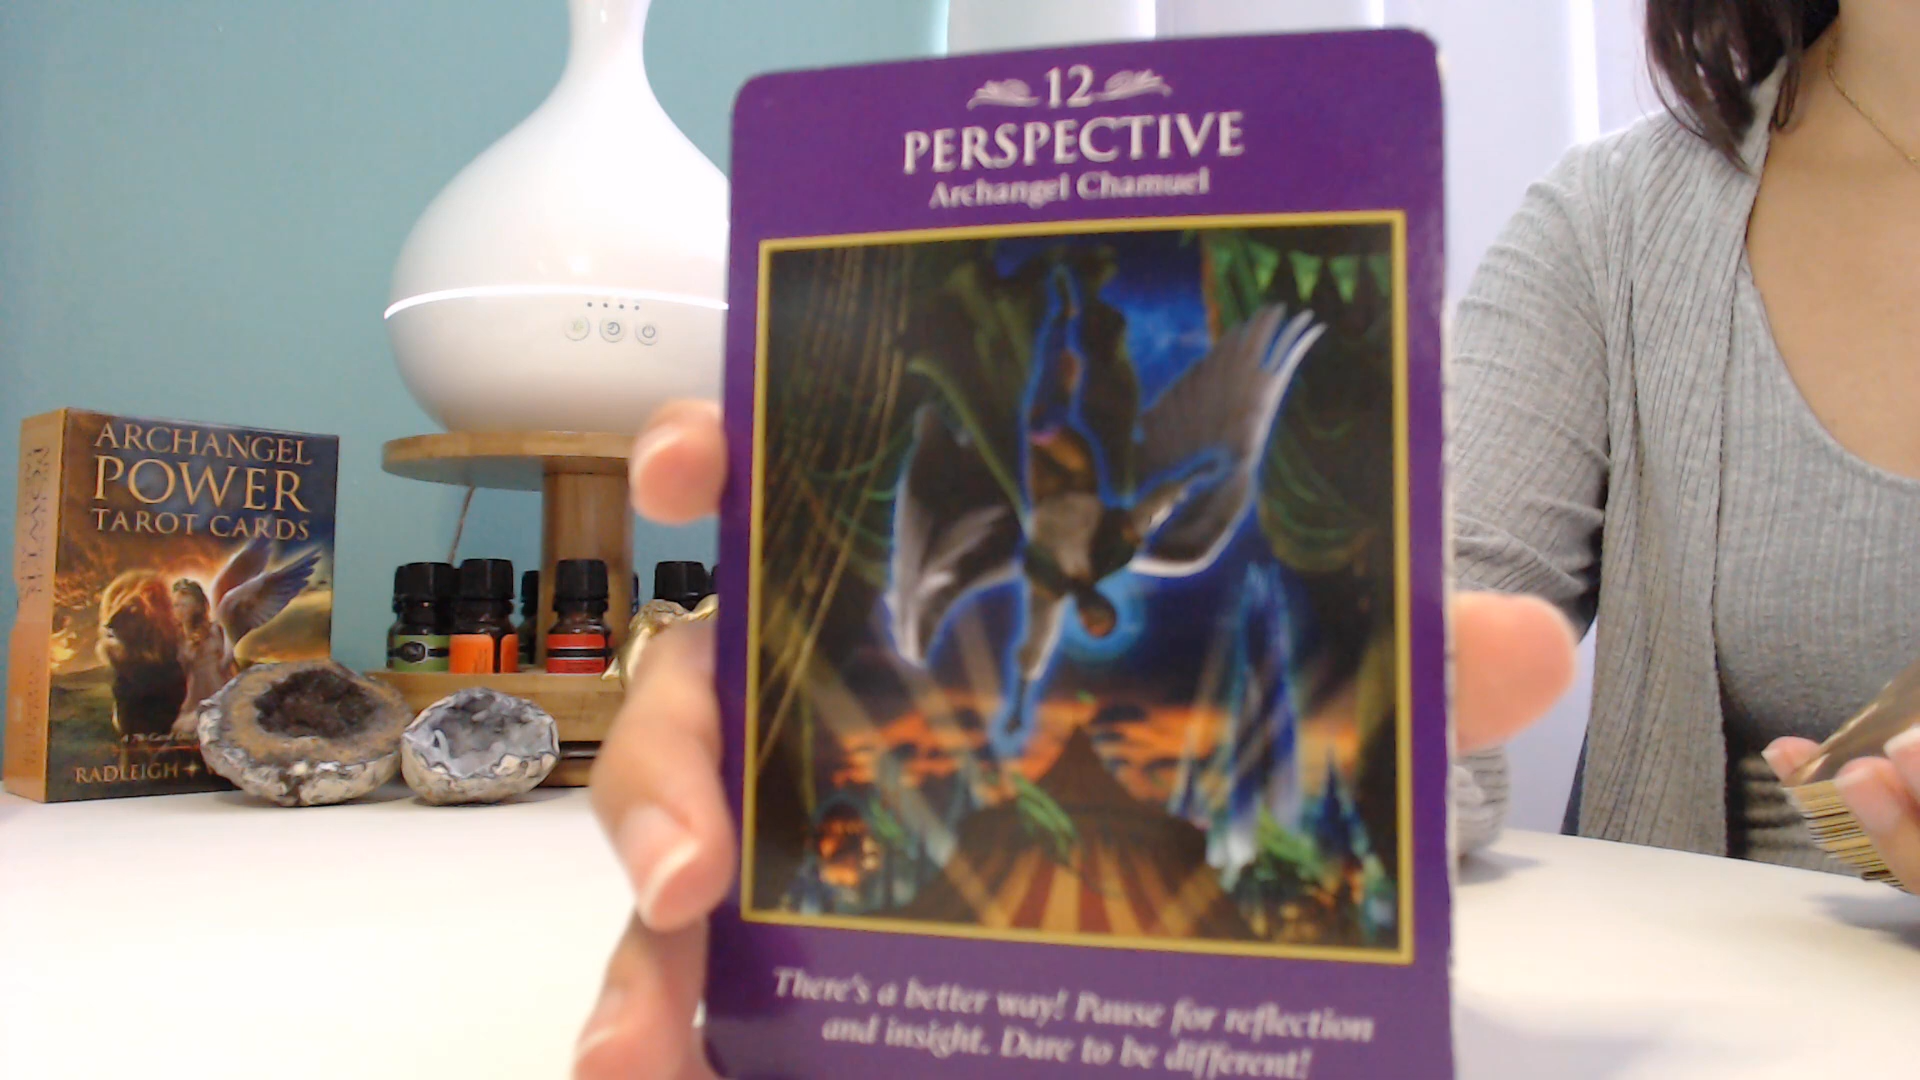 12
PERSPECTIVE
Archangel Chamuel
There's a better way! Pause for reflection
and insight. Dare to be different!
ARCHANGEL
POWER
TAROT CARDS
RADLEIGH